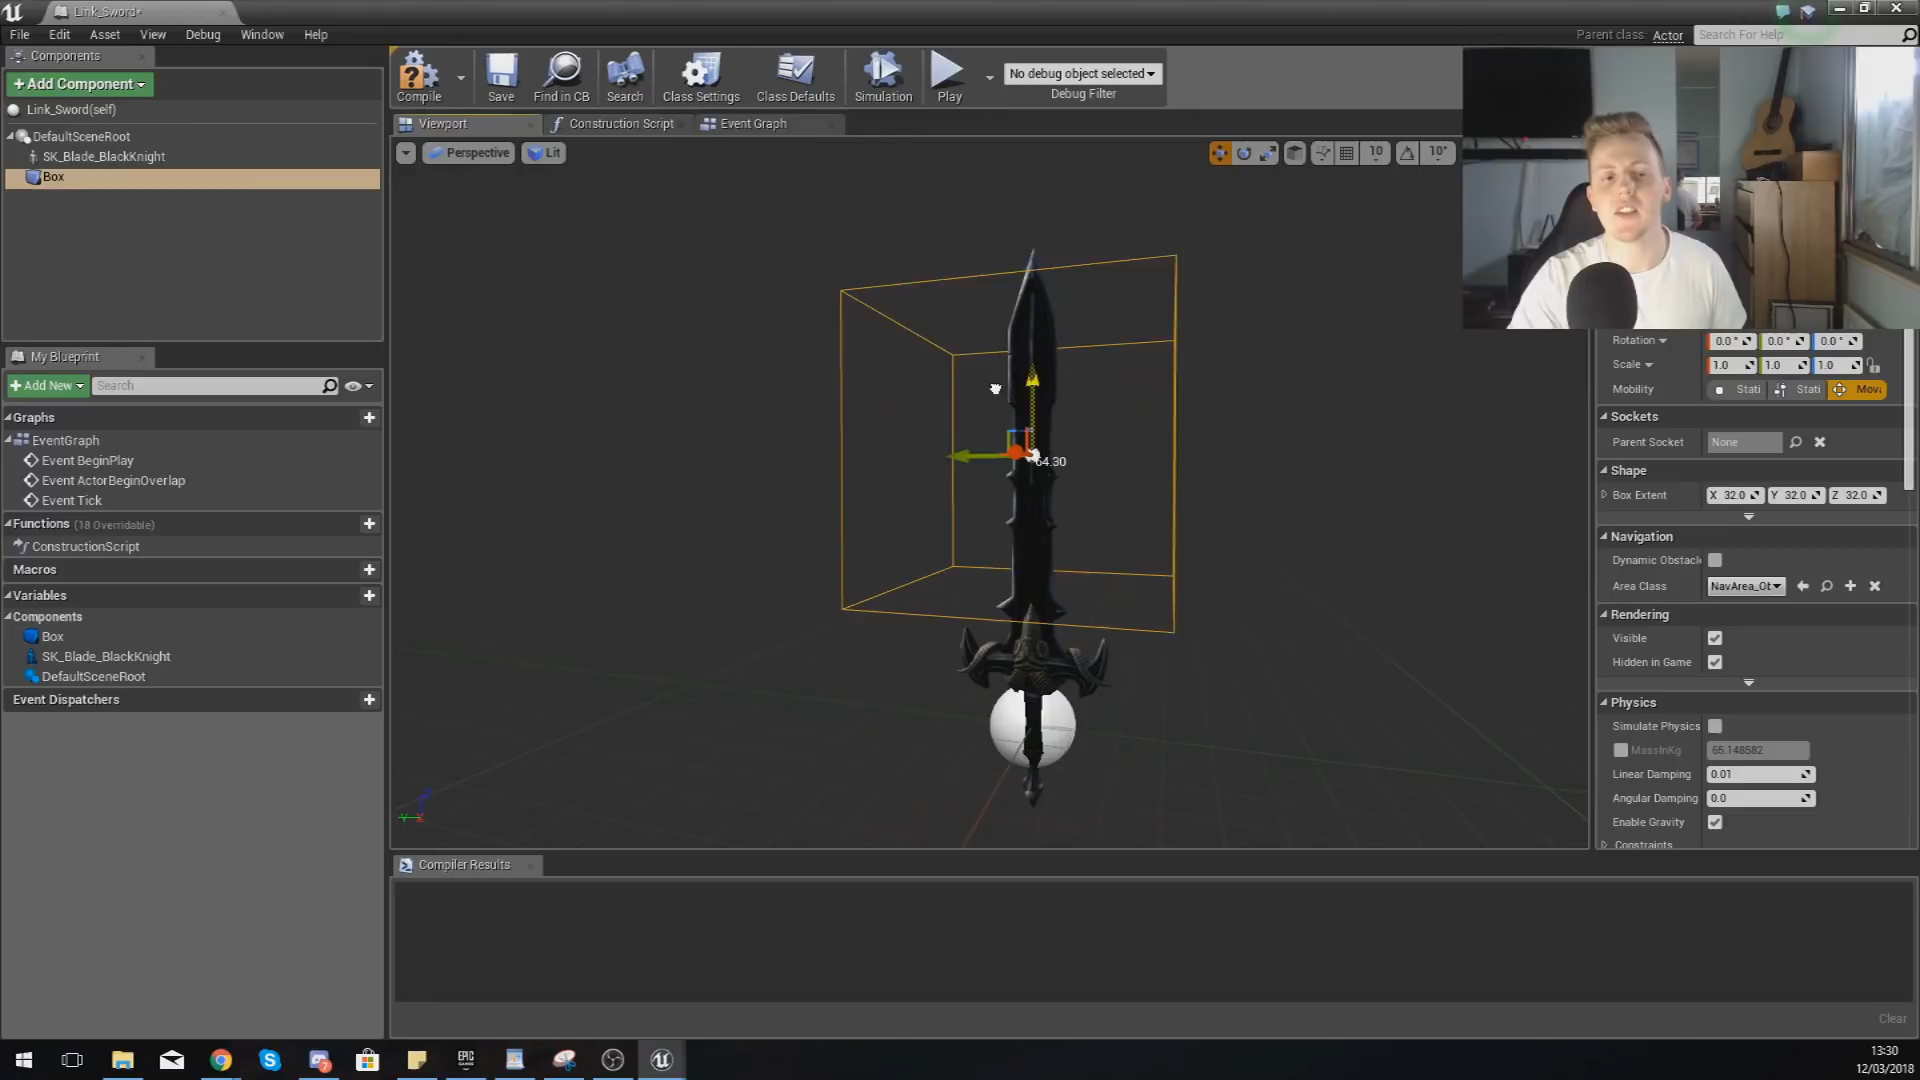 Link_Sword*
File Edit Asset View Debug Window Help
Parent class: Actor
Search For Help
Components
+Add Component
Link_Sword(self)
DefaultSceneRoot
SK_Blade_BlackKnight
Box
Compile
Save
Find in CB
Search
Class Settings
Class Defaults
Simulation
Play
No debug object selected
Debug Filter
Viewport
Construction Script
Event Graph
Perspective
Lit
10
10°
64.30
My Blueprint
+Add New
Search
Graphs
EventGraph
Event BeginPlay
Event ActorBeginOverlap
Event Tick
Functions (18 Overridable)
ConstructionScript
Macros
Variables
Components
Box
SK_Blade_BlackKnight
DefaultSceneRoot
Event Dispatchers
Rotation 0.0° 0.0° 0.0°
Scale 1.0 1.0 1.0
Mobility Stati Stati Mova
Sockets
Parent Socket None
Shape
Box Extent X 32.0 Y 32.0 Z 32.0
Navigation
Dynamic Obstacle
Area Class NavArea_Ob
Rendering
Visible
Hidden in Game
Physics
Simulate Physics
MassInKg 65.148582
Linear Damping 0.01
Angular Damping 0.0
Enable Gravity
Constraints
Compiler Results
Clear
EPIC
GAMES
7
13:30
12/03/2018